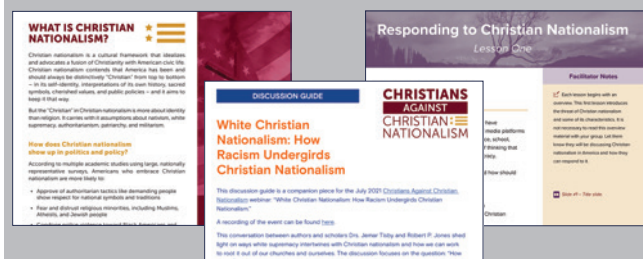 WHAT IS CHRISTIAN
NATIONALISM?
Christian nationalism is a cultural framework that idealizes
and advocates a fusion of Christianity with American civic life.
Christian nationalism contends that America has been and
should always be distinctively "Christian" from top to bottom
– in its self-identity, interpretations of its own history, sacred
symbols, cherished values, and public policies – and it aims to
keep it that way.
But the "Christian" in Christian nationalism is more about identity
than religion. It carries with it assumptions about nativism, white
supremacy, authoritarianism, patriarchy, and militarism.
How does Christian nationalism
show up in politics and policy?
According to multiple academic studies using large, nationally
representative surveys, Americans who embrace Christian
nationalism are more likely to:
• Approve of authoritarian tactics like demanding people
show respect for national symbols and traditions
• Fear and distrust religious minorities, including Muslims,
Atheists, and Jewish people
DISCUSSION GUIDE
CHRISTIANS
AGAINST
CHRISTIAN
NATIONALISM
White Christian
Nationalism: How
Racism Undergirds
Christian Nationalism
This discussion guide is a companion piece for the July 2021 Christians Against Christian
Nationalism webinar: "White Christian Nationalism: How Racism Undergirds Christian
Nationalism."
A recording of the event can be found here.
This conversation between authors and scholars Drs. Jemar Tisby and Robert P. Jones shed
light on ways white supremacy intertwines with Christian nationalism and how we can work
to root it out of our churches and ourselves. The discussion focuses on the question: "How
Responding to Christian Nationalism
Lesson One
have
media platforms
school,
thinking that
how should
Christian
Facilitator Notes
Each lesson begins with an
overview. The first lesson introduces
the threat of Christian nationalism
and some of its characteristics. It is
not necessary to read this overview
material with your group. Let them
know they will be discussing Christian
nationalism in America and how they
can respond to it.
Slide #1 – Title slide